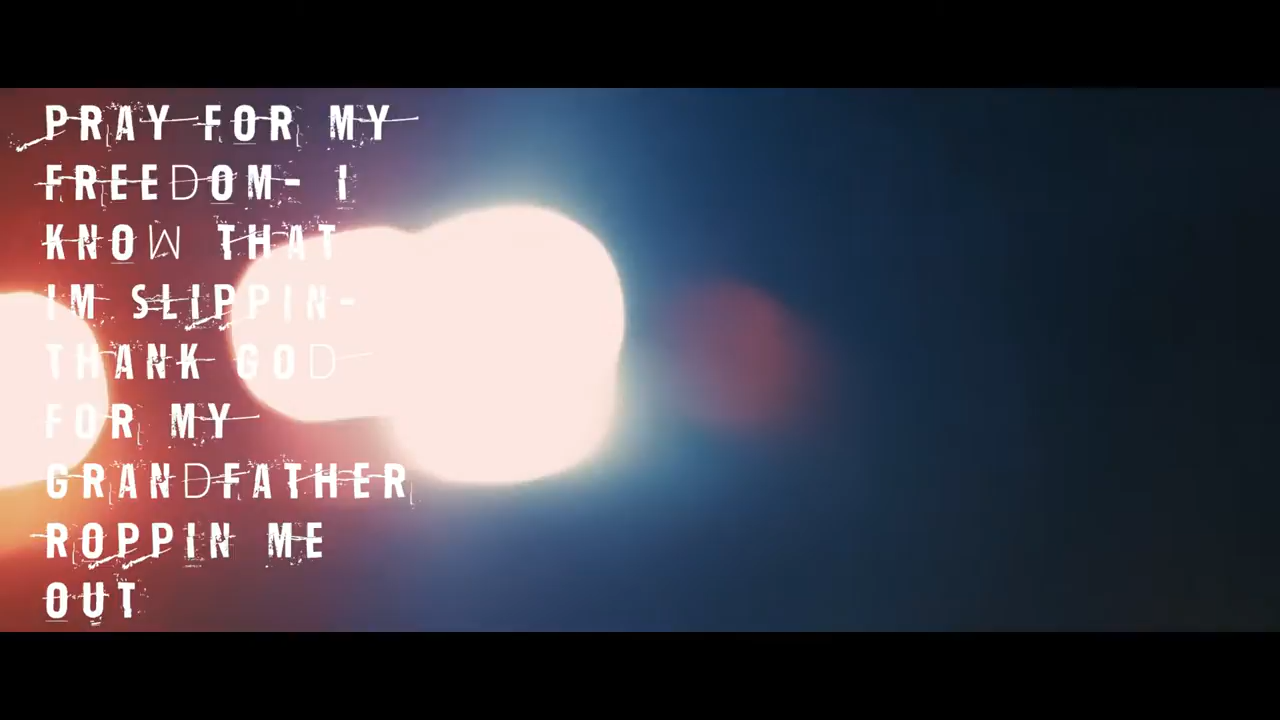 PRAY FOR MY
FREEDOM- I
KNOW THAT
IM SLIPPIN-
THANK GOD
FOR MY
GRANDFATHER
ROPPIN ME
OUT